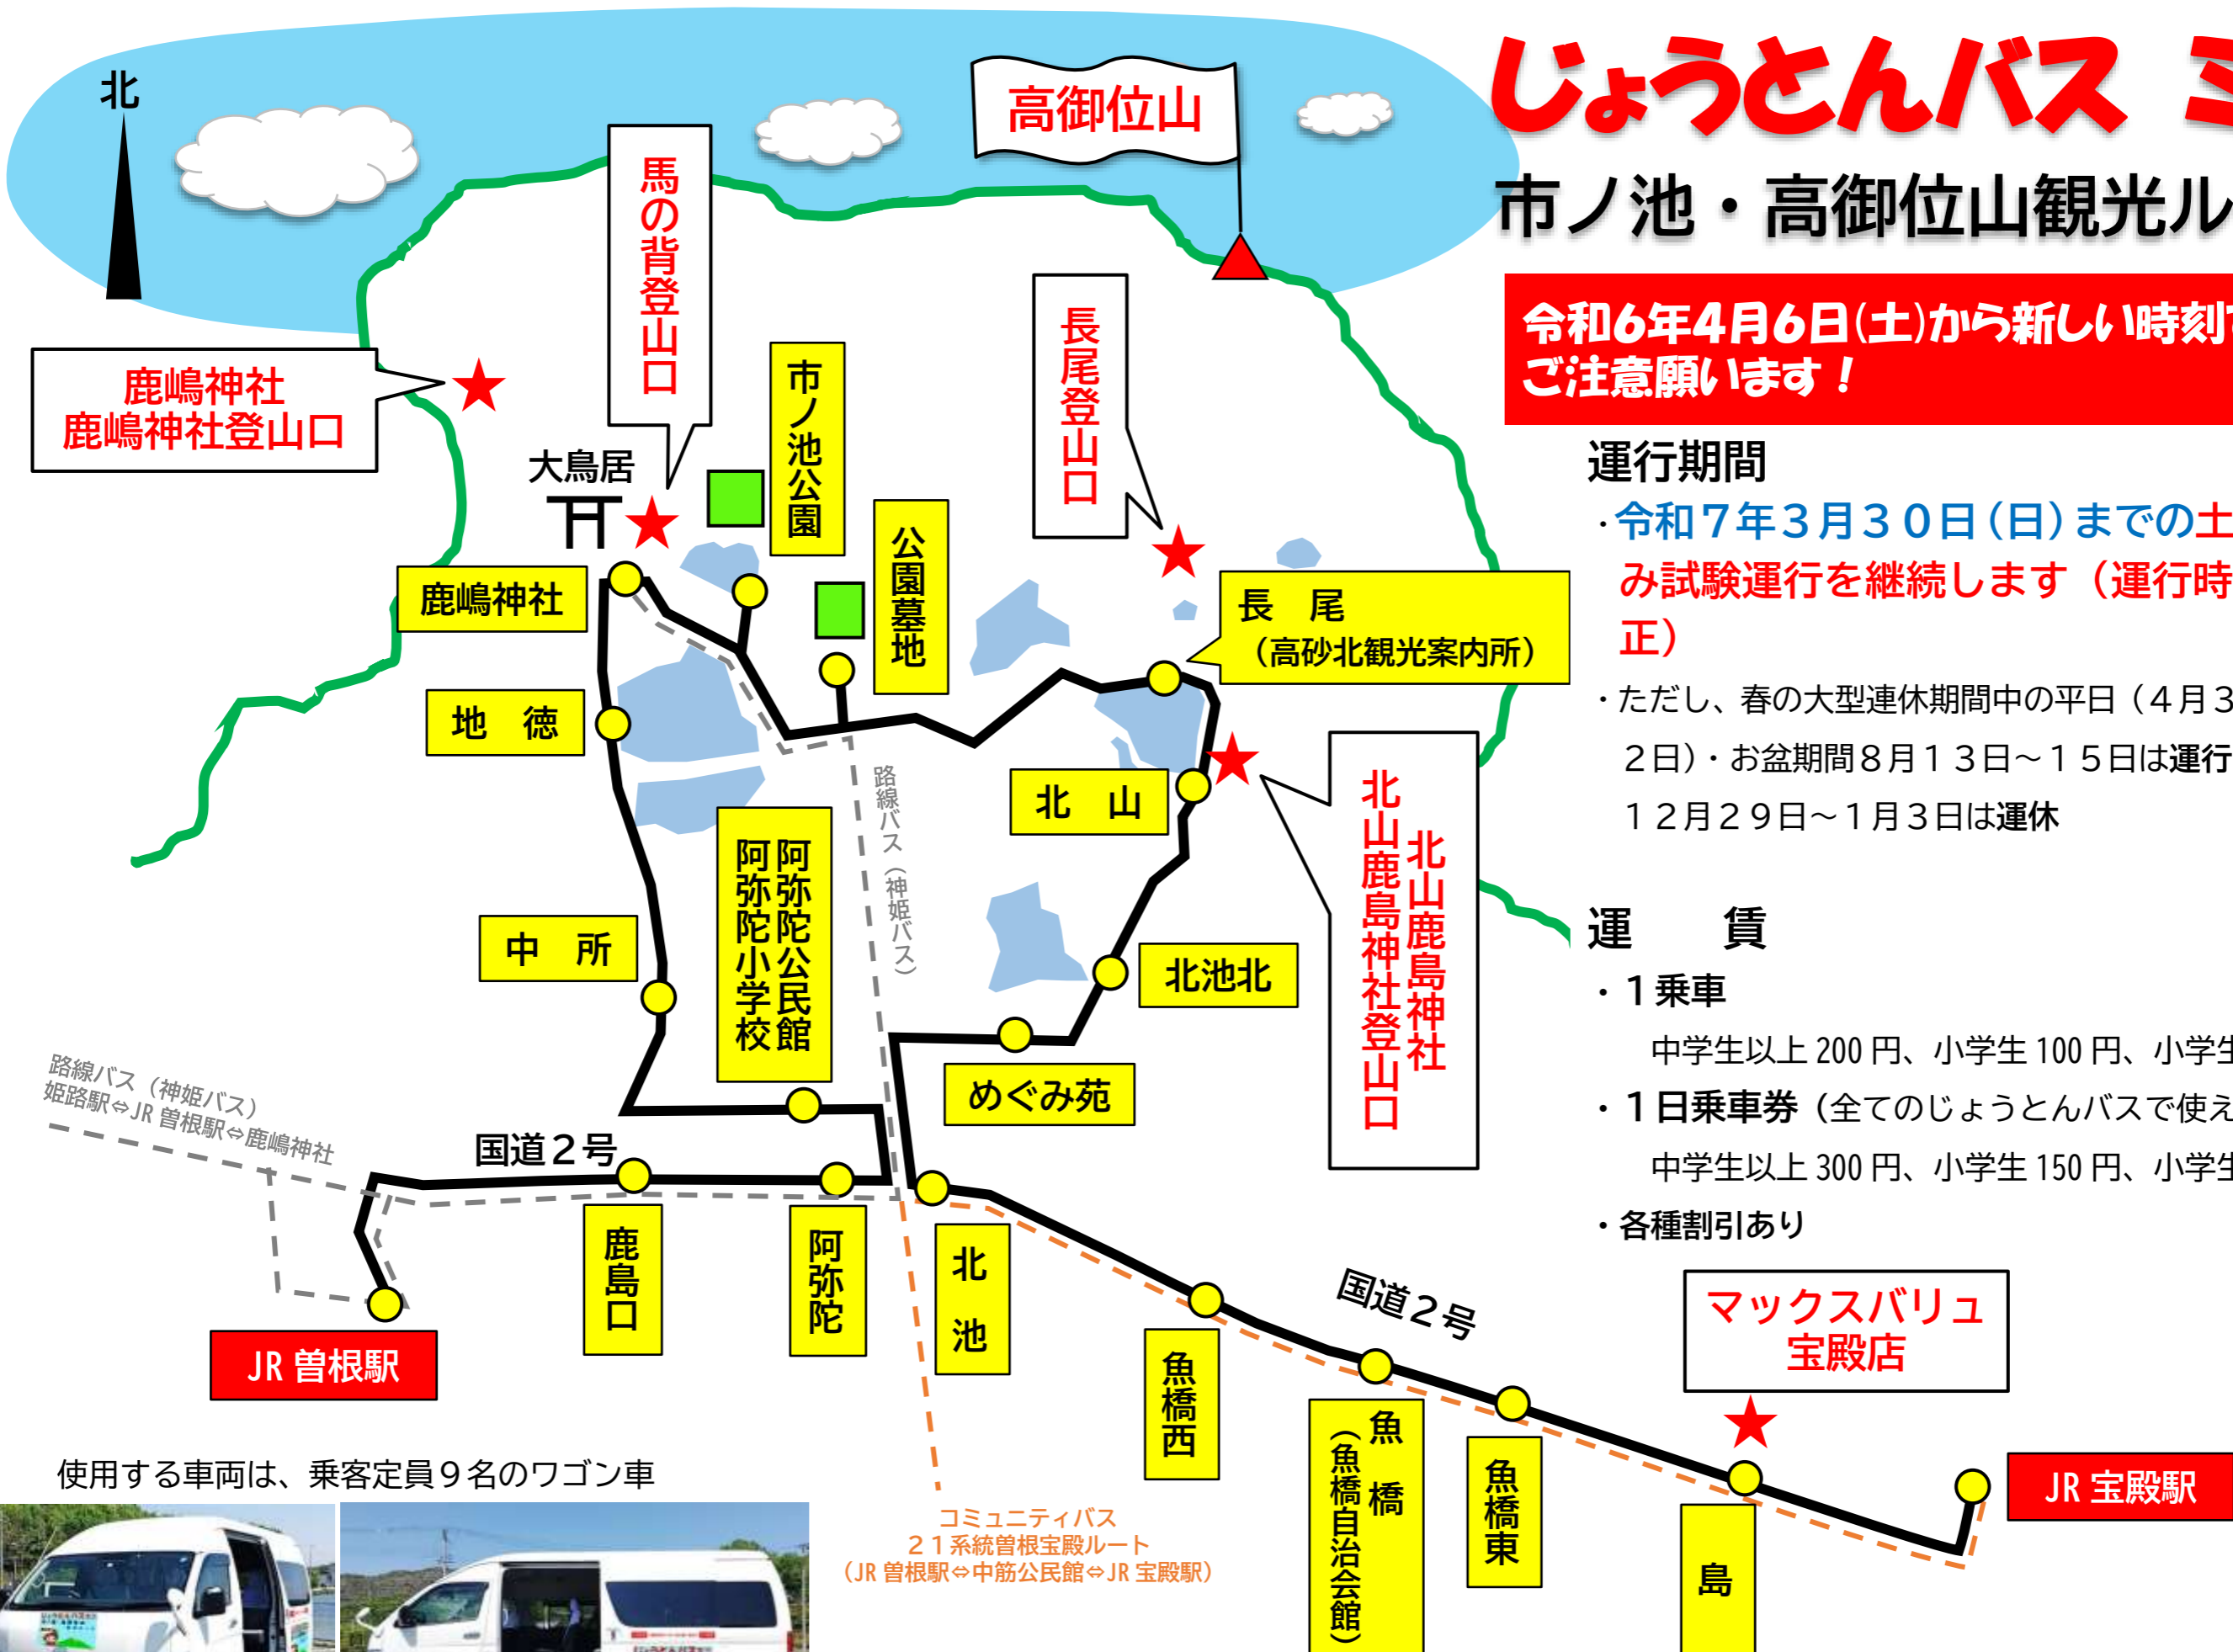 じょうとんバス ミ
市ノ池・高御位山観光ル
令和6年4月6日(土)から新しい時刻で
ご注意願います！
運行期間
・令和７年３月３０日（日）までの土
み試験運行を継続します（運行時
正）
・ただし、春の大型連休期間中の平日（４月３
２日）・お盆期間８月１３日～１５日は運行
１２月２９日～１月３日は運休
運　賃
・１乗車
中学生以上 200 円、小学生 100 円、小学生
・１日乗車券（全てのじょうとんバスで使え
中学生以上 300 円、小学生 150 円、小学生
・各種割引あり
北
高御位山
馬の背登山口
鹿嶋神社
鹿嶋神社登山口
大鳥居
市ノ池公園
公園墓地
長尾登山口
鹿嶋神社
長　尾
（高砂北観光案内所）
地　徳
北　山
北山鹿島神社
北山鹿島神社登山口
路線バス（神姫バス）
阿弥陀公民館
阿弥陀小学校
中　所
北池北
めぐみ苑
路線バス（神姫バス）
姫路駅⇔JR 曽根駅⇔鹿嶋神社
国道２号
鹿島口
阿弥陀
北　池
JR 曽根駅
魚橋西
国道２号
魚　橋
（魚橋自治会館）
魚橋東
マックスバリュ
宝殿店
島
JR 宝殿駅
コミュニティバス
２１系統曽根宝殿ルート
（JR 曽根駅⇔中筋公民館⇔JR 宝殿駅）
使用する車両は、乗客定員９名のワゴン車
じょうとんバス